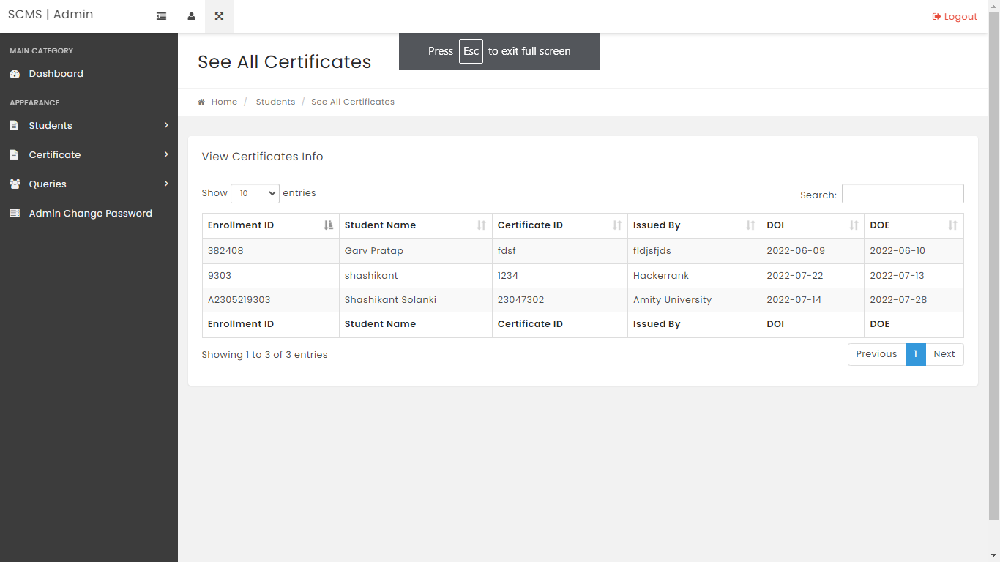 SCMS | Admin
Logout
Press Esc to exit full screen
MAIN CATEGORY
Dashboard
APPEARANCE
Students
Certificate
Queries
Admin Change Password
See All Certificates
Home / Students / See All Certificates
View Certificates Info
Show 10 entries
Search:
Enrollment ID Student Name Certificate ID Issued By DOI DOE
382408 Garv Pratap fdsf fldjsfjds 2022-06-09 2022-06-10
9303 shashikant 1234 Hackerrank 2022-07-22 2022-07-13
A2305219303 Shashikant Solanki 23047302 Amity University 2022-07-14 2022-07-28
Enrollment ID Student Name Certificate ID Issued By DOI DOE
Showing 1 to 3 of 3 entries
Previous 1 Next